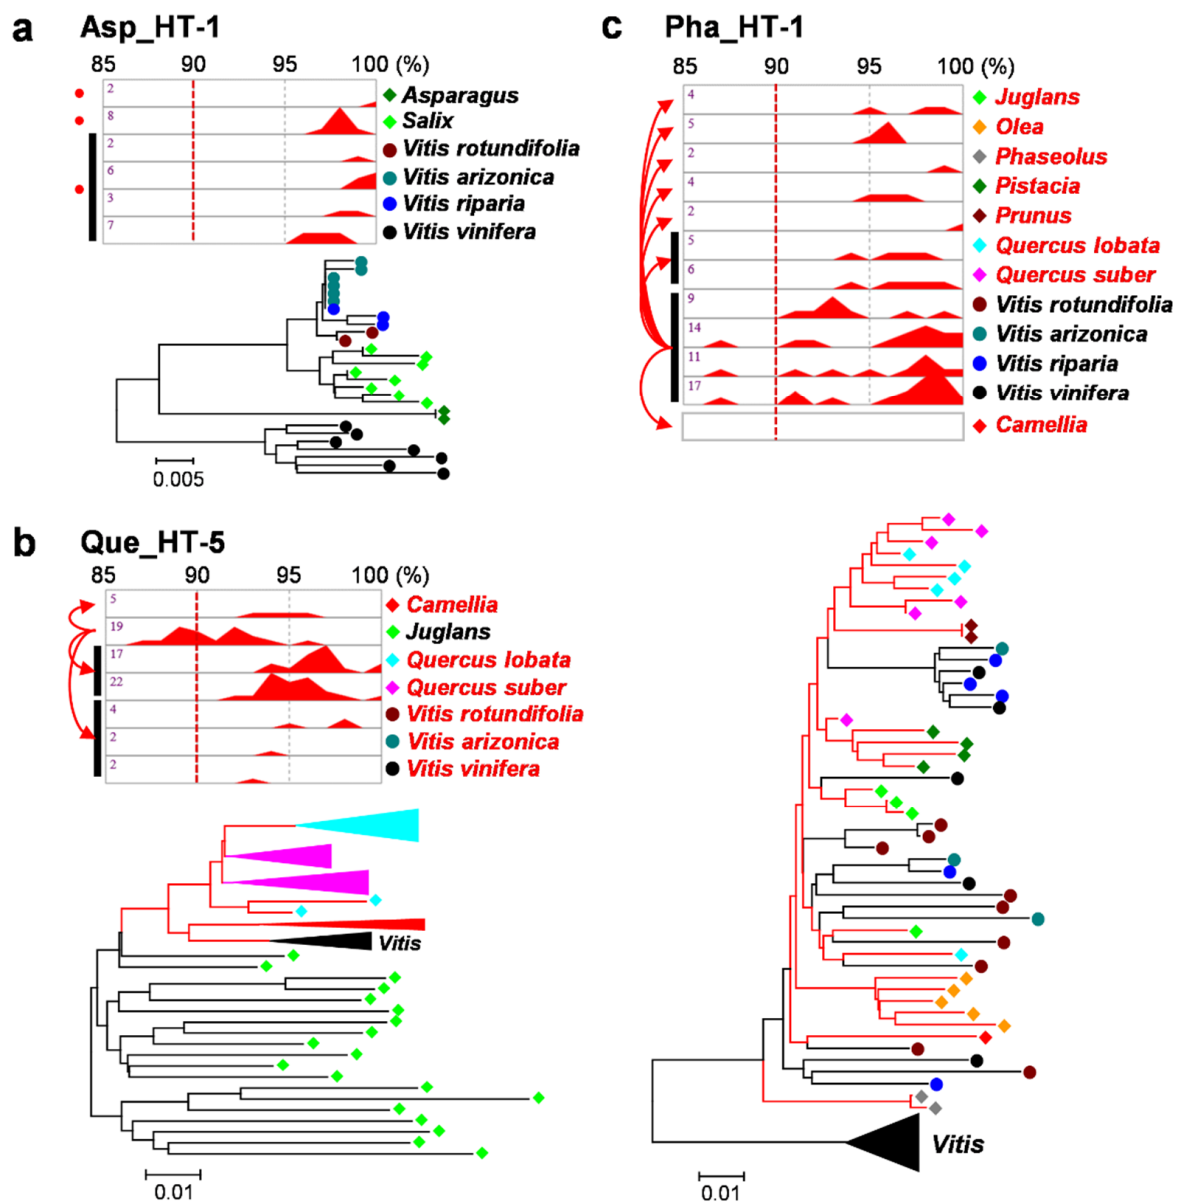 a Asp_HT-1
85 90 95 100 (%)
2 Asparagus
8 Salix
2 Vitis rotundifolia
6 Vitis arizonica
3 Vitis riparia
7 Vitis vinifera
0.005
b Que_HT-5
85 90 95 100 (%)
5 Camellia
19 Juglans
17 Quercus lobata
22 Quercus suber
4 Vitis rotundifolia
2 Vitis arizonica
2 Vitis vinifera
Vitis
0.01
c Pha_HT-1
85 90 95 100 (%)
4 Juglans
5 Olea
2 Phaseolus
4 Pistacia
2 Prunus
5 Quercus lobata
6 Quercus suber
9 Vitis rotundifolia
14 Vitis arizonica
11 Vitis riparia
17 Vitis vinifera
Camellia
Vitis
0.01